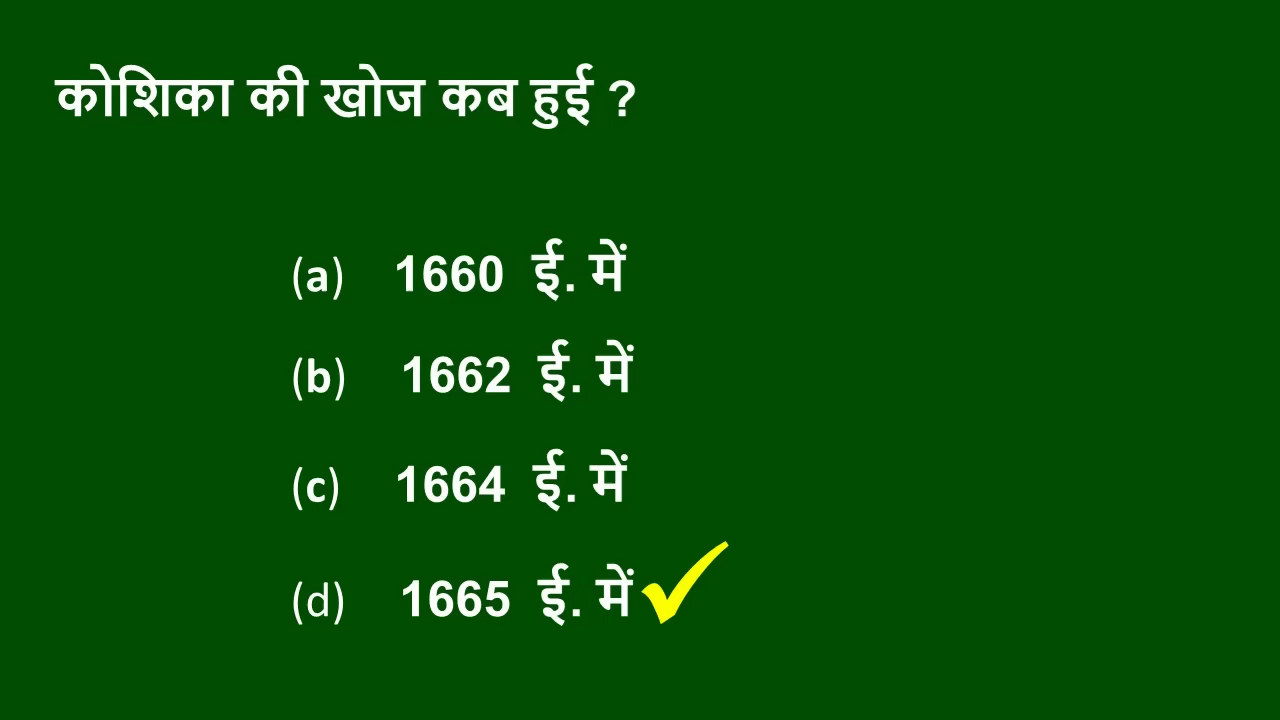 कोशिका की खोज कब हुई ?
(a) 1660 ई. में
(b) 1662 ई. में
(c) 1664 ई. में
(d) 1665 ई. में